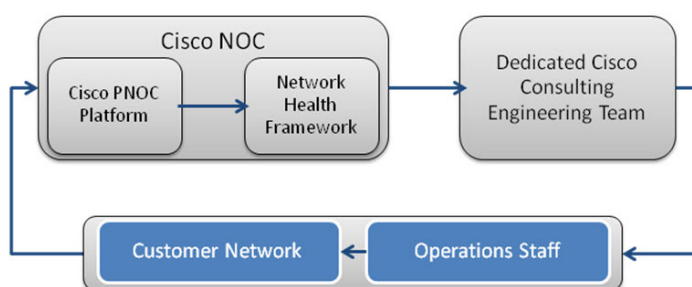 Cisco NOC
Cisco PNOC
Platform
Network
Health
Framework
Dedicated Cisco
Consulting
Engineering Team
Customer Network
Operations Staff